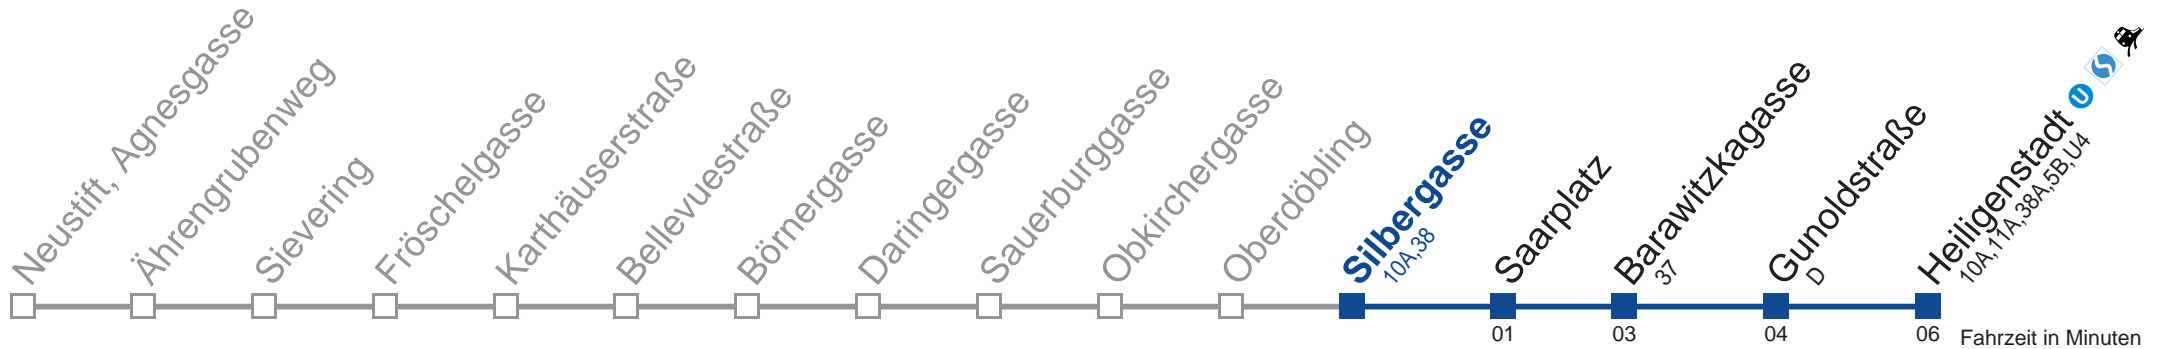 Neustift, Agnesgasse
Ährengrubenweg
Sievering
Fröschelgasse
Karthäuserstraße
Bellevuestraße
Börnergasse
Daringergasse
Sauerburggasse
Obkirchergasse
Oberdöbling
Silbergasse
10A,38
Saarplatz
01
Barawitzkagasse
37
03
Gunoldstraße
D
04
Heiligenstadt U S
10A,11A,38A,5B,U4
06
Fahrzeit in Minuten